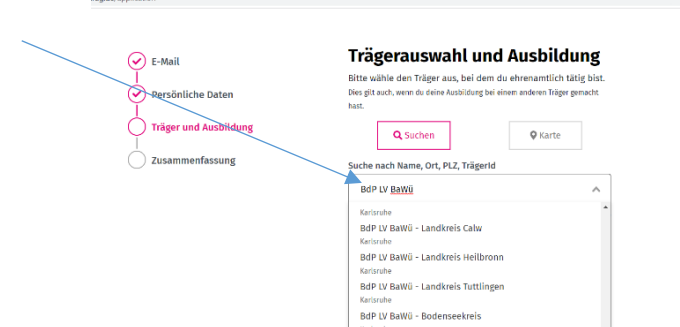 E-Mail
Persönliche Daten
Träger und Ausbildung
Zusammenfassung
Trägerauswahl und Ausbildung
Bitte wähle den Träger aus, bei dem du ehrenamtlich tätig bist.
Dies gilt auch, wenn du deine Ausbildung bei einem anderen Träger gemacht
hast.
Suchen
Karte
Suche nach Name, Ort, PLZ, TrägerId
BdP LV BaWü
Karlsruhe
BdP LV BaWü - Landkreis Calw
Karlsruhe
BdP LV BaWü - Landkreis Heilbronn
Karlsruhe
BdP LV BaWü - Landkreis Tuttlingen
Karlsruhe
BdP LV BaWü - Bodenseekreis